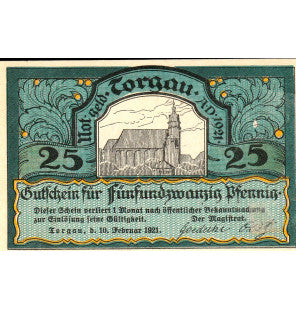 Notgeld Torgau
25 25
Gutschein für Fünfundzwanzig Pfennig
Dieser Schein verliert 1 Monat nach öffentlicher Bekanntmachung
zur Einlösung seine Gültigkeit. Der Magistrat.
Torgau, d. 10. Februar 1921.